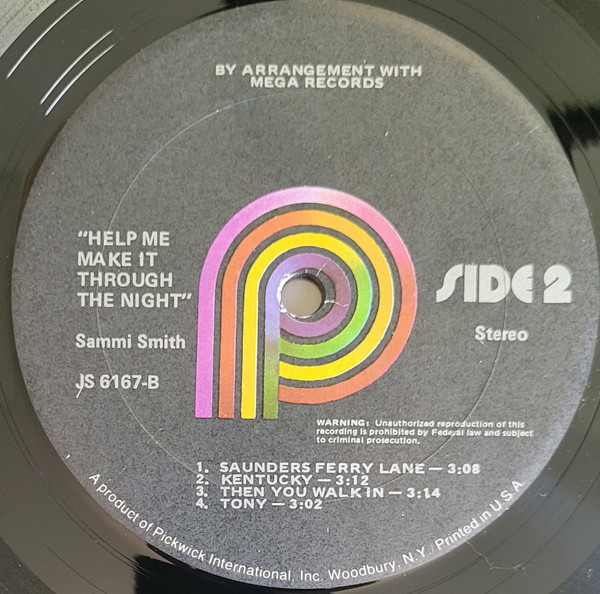 BY ARRANGEMENT WITH
MEGA RECORDS
"HELP ME
MAKE IT
THROUGH
THE NIGHT"
Sammi Smith
JS 6167-B
SIDE 2
Stereo
WARNING: Unauthorized reproduction of this
recording is prohibited by Federal law and subject
to criminal prosecution.
1. SAUNDERS FERRY LANE — 3:08
2. KENTUCKY — 3:12
3. THEN YOU WALK IN — 3:14
4. TONY — 3:02
A product of Pickwick International, Inc. Woodbury, N.Y./Printed in U.S.A